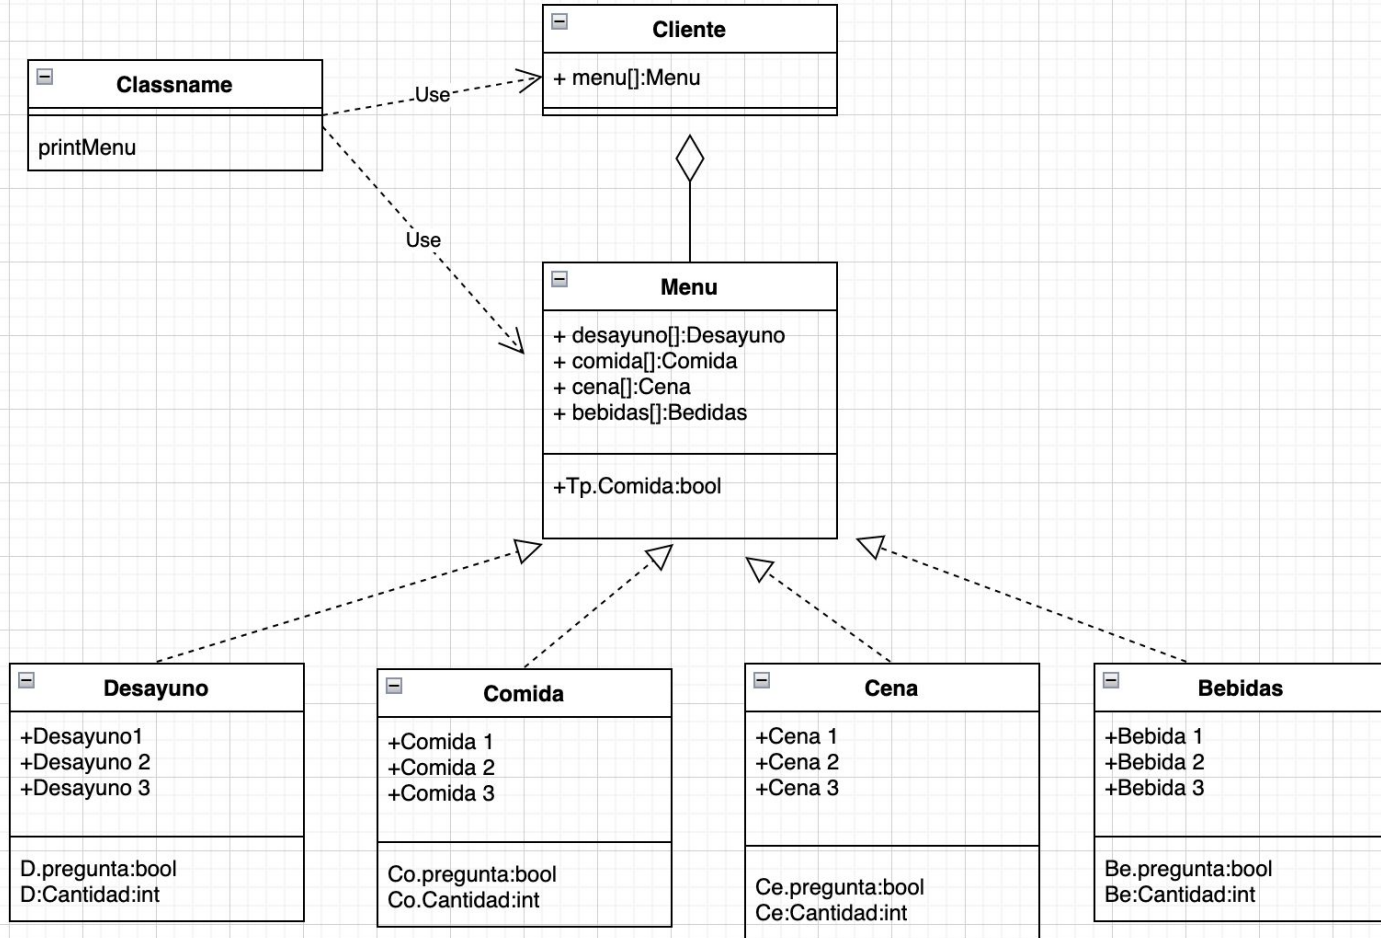 Cliente
+ menu[]:Menu
Classname
printMenu
Use
Use
Menu
+ desayuno[]:Desayuno
+ comida[]:Comida
+ cena[]:Cena
+ bebidas[]:Bedidas
+Tp.Comida:bool
Desayuno
+Desayuno1
+Desayuno 2
+Desayuno 3
D.pregunta:bool
D:Cantidad:int
Comida
+Comida 1
+Comida 2
+Comida 3
Co.pregunta:bool
Co.Cantidad:int
Cena
+Cena 1
+Cena 2
+Cena 3
Ce.pregunta:bool
Ce:Cantidad:int
Bebidas
+Bebida 1
+Bebida 2
+Bebida 3
Be.pregunta:bool
Be:Cantidad:int